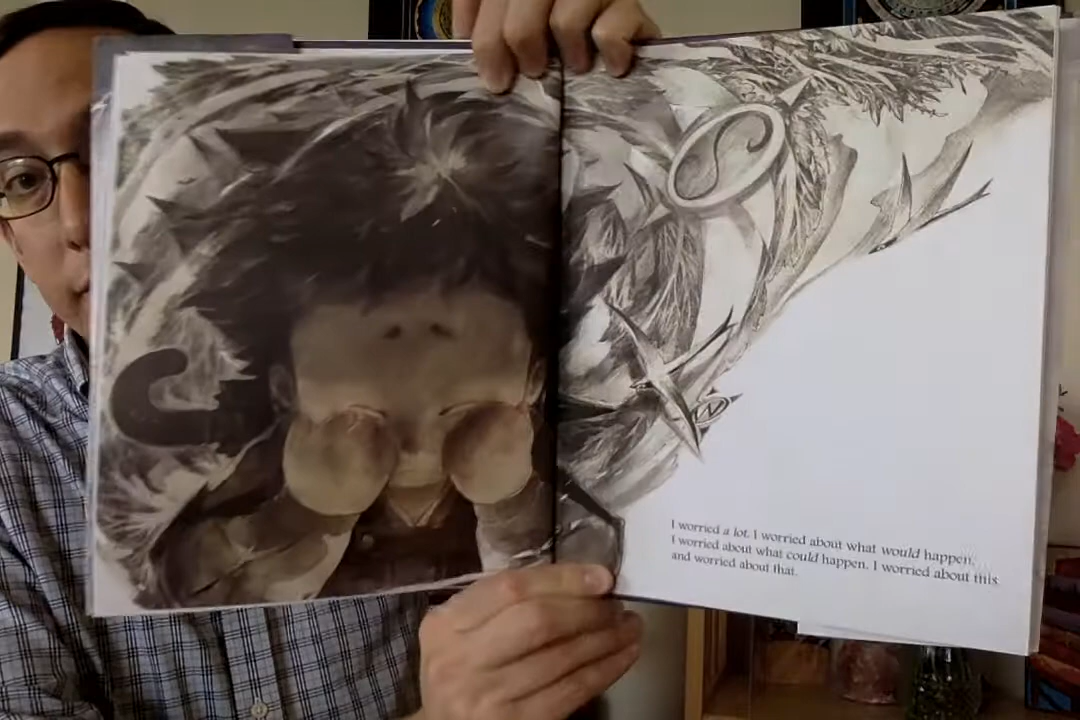 I worried a lot. I worried about what would happen.
I worried about what could happen. I worried about this
and worried about that.